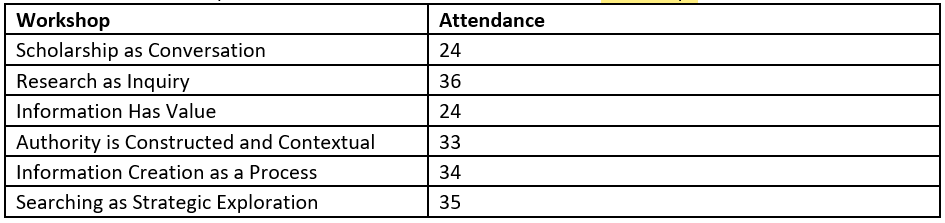 Workshop Attendance
Scholarship as Conversation 24
Research as Inquiry 36
Information Has Value 24
Authority is Constructed and Contextual 33
Information Creation as a Process 34
Searching as Strategic Exploration 35